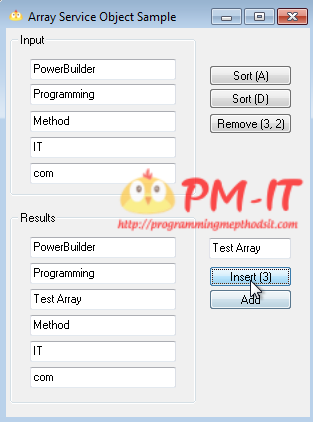 Array Service Object Sample
Input
PowerBuilder
Programming
Method
IT
com
Sort (A)
Sort (D)
Remove (3, 2)
PM-IT
http://programmingmepthodsit.com
Results
PowerBuilder
Programming
Test Array
Method
IT
com
Test Array
Insert (3)
Add